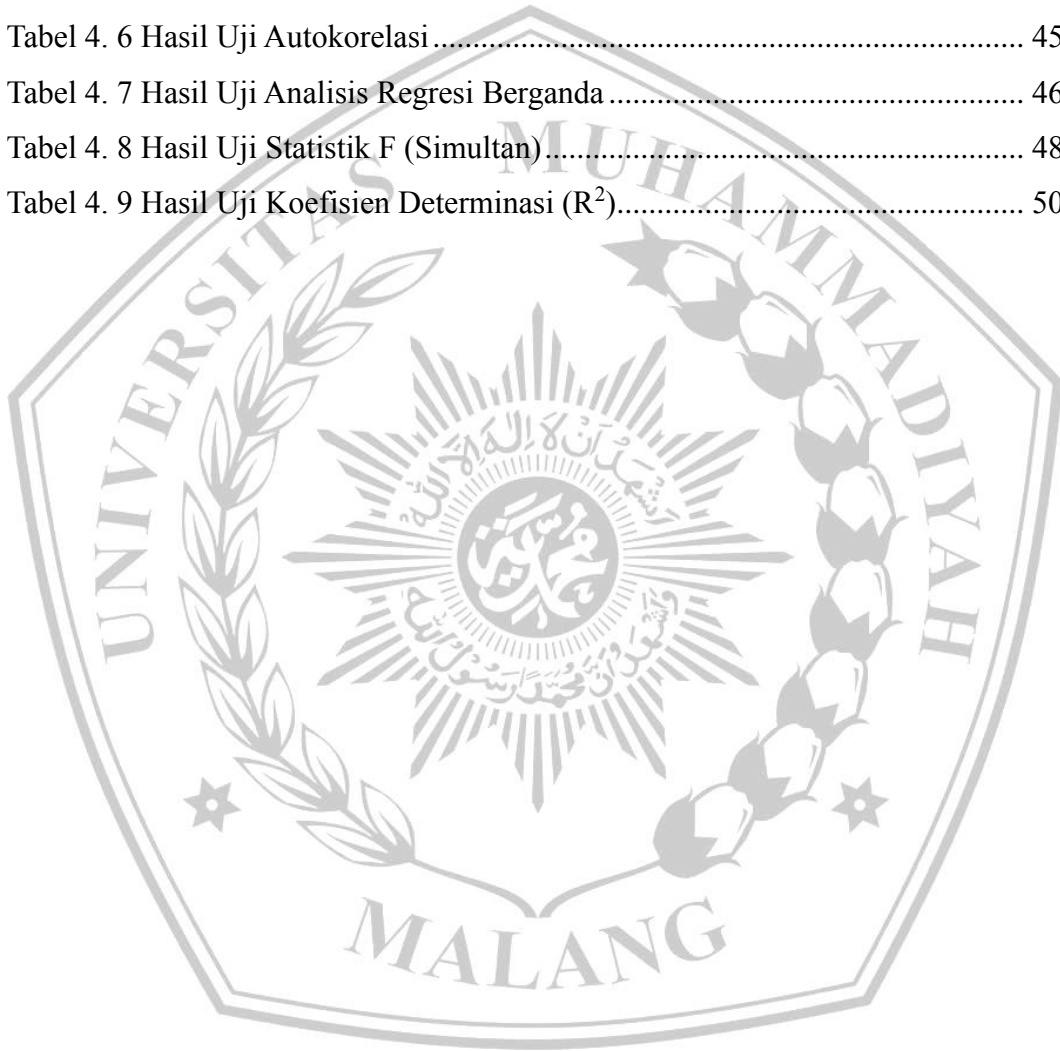 Tabel 4. 6 Hasil Uji Autokorelasi.......................................................................... 45
Tabel 4. 7 Hasil Uji Analisis Regresi Berganda .................................................... 46
Tabel 4. 8 Hasil Uji Statistik F (Simultan)............................................................ 48
Tabel 4. 9 Hasil Uji Koefisien Determinasi (R²)................................................... 50
UNIVERSITAS MUHAMMADIYAH
MALANG